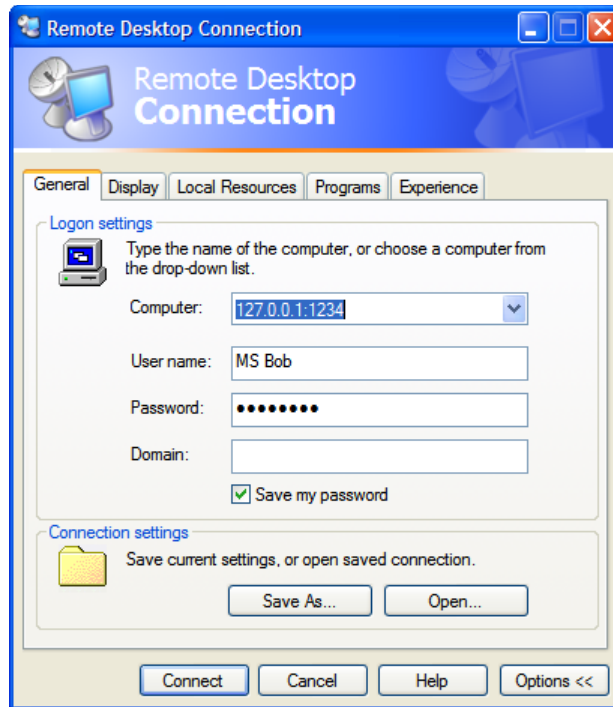 Remote Desktop Connection
Remote Desktop
Connection
General Display Local Resources Programs Experience
Logon settings
Type the name of the computer, or choose a computer from
the drop-down list.
Computer: 127.0.0.1:1234
User name: MS Bob
Password: ●●●●●●●●
Domain:
Save my password
Connection settings
Save current settings, or open saved connection.
Save As... Open...
Connect Cancel Help Options <<